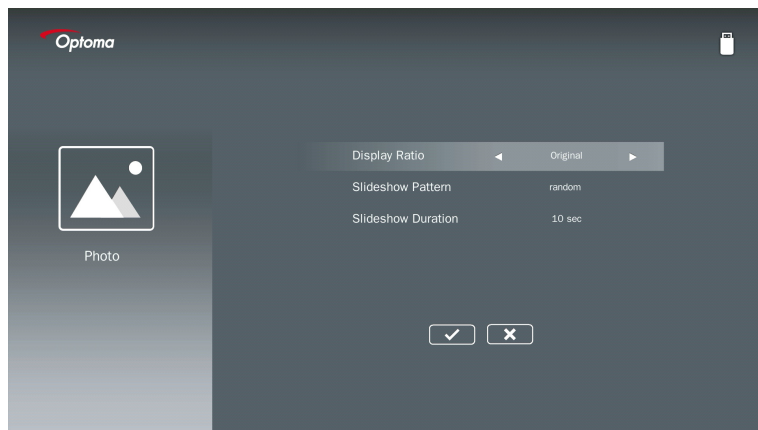 Optoma
Display Ratio Original
Slideshow Pattern random
Slideshow Duration 10 sec
Photo